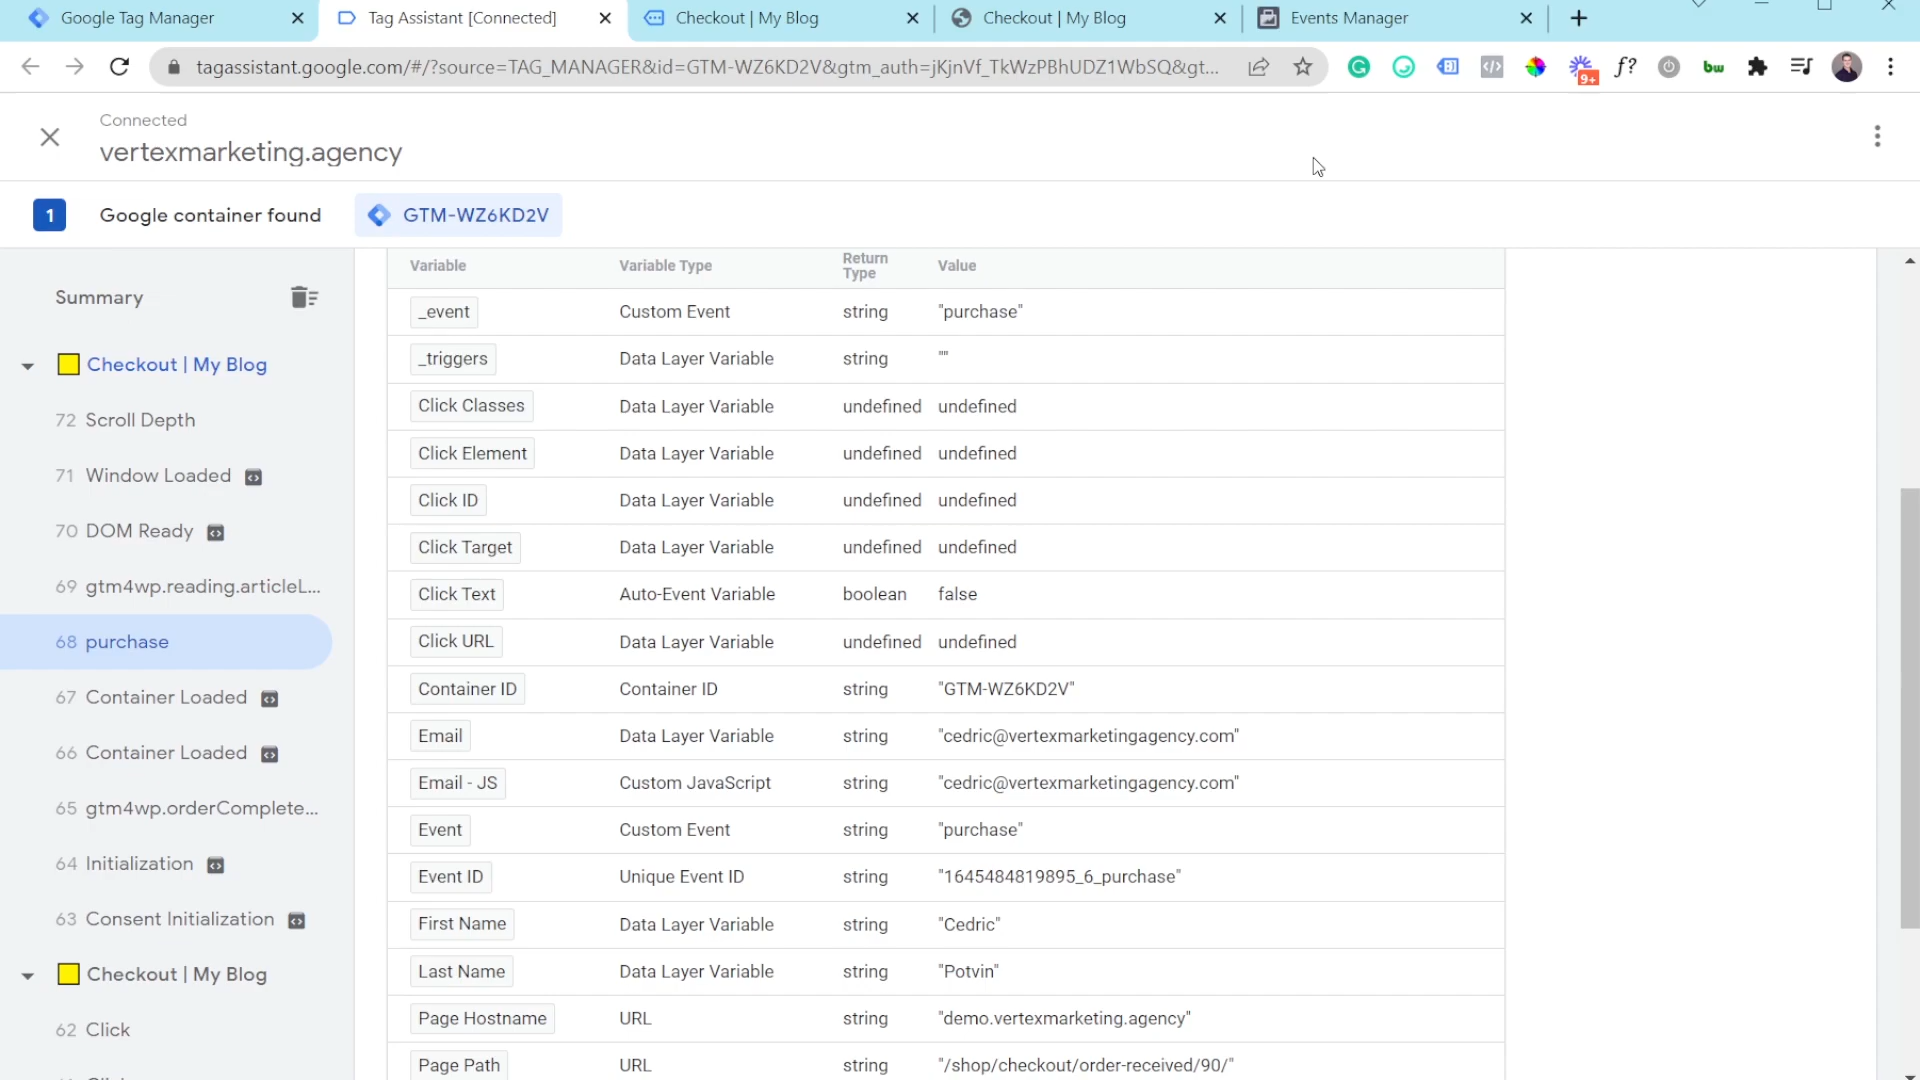 Google Tag Manager
Tag Assistant [Connected]
Checkout | My Blog
Checkout | My Blog
Events Manager
tagassistant.google.com/#/?source=TAG_MANAGER&id=GTM-WZ6KD2V&gtm_auth=jKjnVf_TkWzPBhUDZ1WbSQ&gt...
9+
f?
bw
Connected
vertexmarketing.agency
1
Google container found
GTM-WZ6KD2V
Summary
Checkout | My Blog
72 Scroll Depth
71 Window Loaded
70 DOM Ready
69 gtm4wp.reading.articleL...
68 purchase
67 Container Loaded
66 Container Loaded
65 gtm4wp.orderComplete...
64 Initialization
63 Consent Initialization
Checkout | My Blog
62 Click
Variable Variable Type Return Type Value
_event Custom Event string "purchase"
_triggers Data Layer Variable string ""
Click Classes Data Layer Variable undefined undefined
Click Element Data Layer Variable undefined undefined
Click ID Data Layer Variable undefined undefined
Click Target Data Layer Variable undefined undefined
Click Text Auto-Event Variable boolean false
Click URL Data Layer Variable undefined undefined
Container ID Container ID string "GTM-WZ6KD2V"
Email Data Layer Variable string "cedric@vertexmarketingagency.com"
Email - JS Custom JavaScript string "cedric@vertexmarketingagency.com"
Event Custom Event string "purchase"
Event ID Unique Event ID string "1645484819895_6_purchase"
First Name Data Layer Variable string "Cedric"
Last Name Data Layer Variable string "Potvin"
Page Hostname URL string "demo.vertexmarketing.agency"
Page Path URL string "/shop/checkout/order-received/90/"